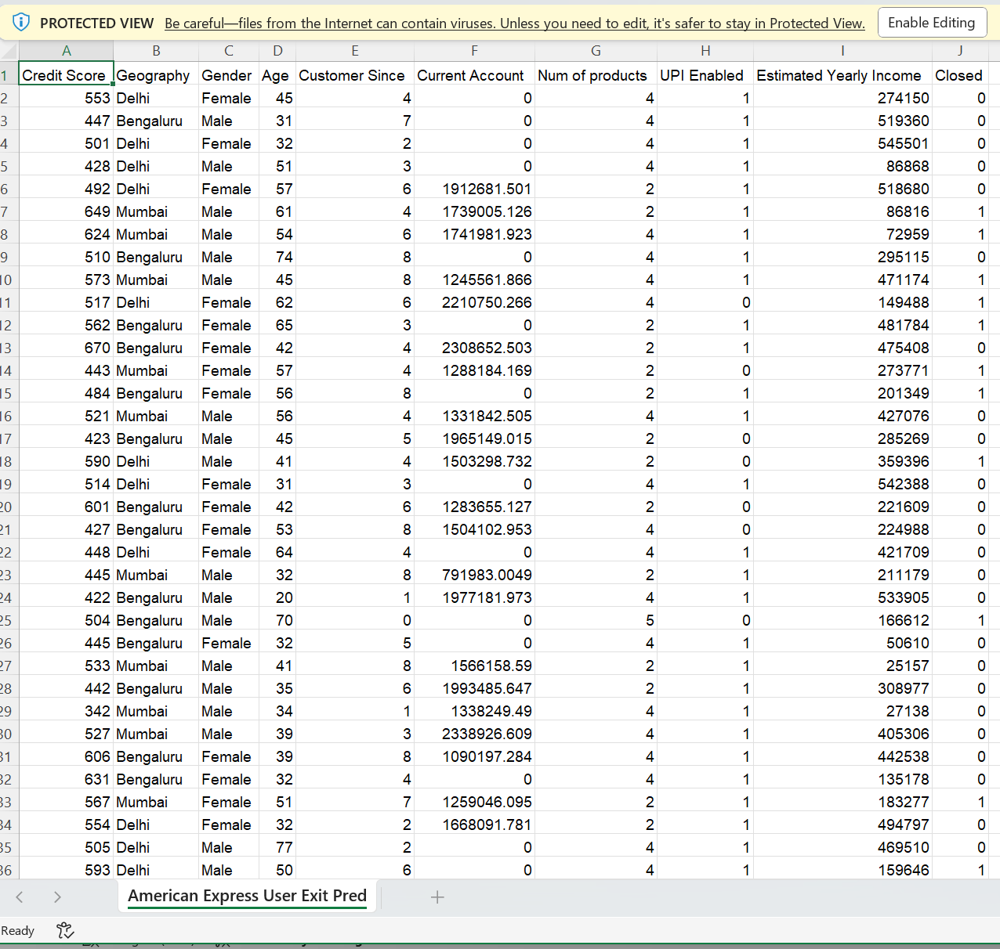 PROTECTED VIEW Be careful—files from the Internet can contain viruses. Unless you need to edit, it's safer to stay in Protected View. Enable Editing
A B C D E F G H I J
1 Credit Score Geography Gender Age Customer Since Current Account Num of products UPI Enabled Estimated Yearly Income Closed
2 553 Delhi Female 45 4 0 4 1 274150 0
3 447 Bengaluru Male 31 7 0 4 1 519360 0
4 501 Delhi Female 32 2 0 4 1 545501 0
5 428 Delhi Male 51 3 0 4 1 86868 0
6 492 Delhi Female 57 6 1912681.501 2 1 518680 0
7 649 Mumbai Male 61 4 1739005.126 2 1 86816 1
8 624 Mumbai Male 54 6 1741981.923 4 1 72959 1
9 510 Bengaluru Male 74 8 0 4 1 295115 0
10 573 Mumbai Male 45 8 1245561.866 4 1 471174 1
11 517 Delhi Female 62 6 2210750.266 4 0 149488 1
12 562 Bengaluru Female 65 3 0 2 1 481784 1
13 670 Bengaluru Female 42 4 2308652.503 2 1 475408 0
14 443 Mumbai Female 57 4 1288184.169 2 0 273771 1
15 484 Bengaluru Female 56 8 0 2 1 201349 1
16 521 Mumbai Male 56 4 1331842.505 4 1 427076 0
17 423 Bengaluru Male 45 5 1965149.015 2 0 285269 0
18 590 Delhi Male 41 4 1503298.732 2 0 359396 1
19 514 Delhi Female 31 3 0 4 1 542388 0
20 601 Bengaluru Female 42 6 1283655.127 2 0 221609 0
21 427 Bengaluru Female 53 8 1504102.953 4 0 224988 0
22 448 Delhi Female 64 4 0 4 1 421709 0
23 445 Mumbai Male 32 8 791983.0049 2 1 211179 0
24 422 Bengaluru Male 20 1 1977181.973 4 1 533905 0
25 504 Bengaluru Male 70 0 0 5 0 166612 1
26 445 Bengaluru Female 32 5 0 4 1 50610 0
27 533 Mumbai Male 41 8 1566158.59 2 1 25157 0
28 442 Bengaluru Male 35 6 1993485.647 2 1 308977 0
29 342 Mumbai Male 34 1 1338249.49 4 1 27138 0
30 527 Mumbai Male 39 3 2338926.609 4 1 405306 0
31 606 Bengaluru Female 39 8 1090197.284 4 1 442538 0
32 631 Bengaluru Female 32 4 0 4 1 135178 0
33 567 Mumbai Female 51 7 1259046.095 2 1 183277 1
34 554 Delhi Female 32 2 1668091.781 2 1 494797 0
35 505 Delhi Male 77 2 0 4 1 469510 0
36 593 Delhi Male 50 6 0 4 1 159646 1
American Express User Exit Pred
Ready